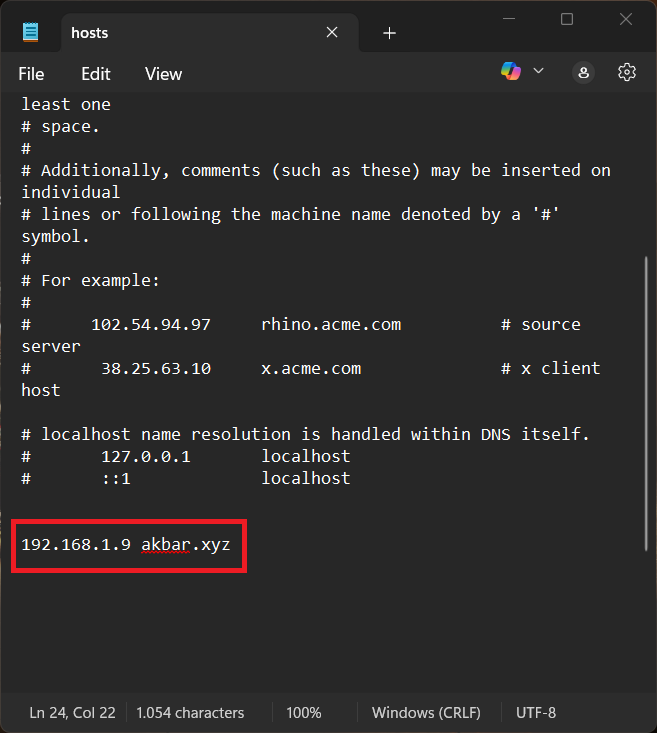 hosts
File Edit View
least one
# space.
#
# Additionally, comments (such as these) may be inserted on
individual
# lines or following the machine name denoted by a '#'
symbol.
#
# For example:
#
#      102.54.94.97     rhino.acme.com          # source
server
#       38.25.63.10     x.acme.com              # x client
host
# localhost name resolution is handled within DNS itself.
#       127.0.0.1       localhost
#       ::1             localhost
192.168.1.9 akbar.xyz
Ln 24, Col 22 1.054 characters 100% Windows (CRLF) UTF-8